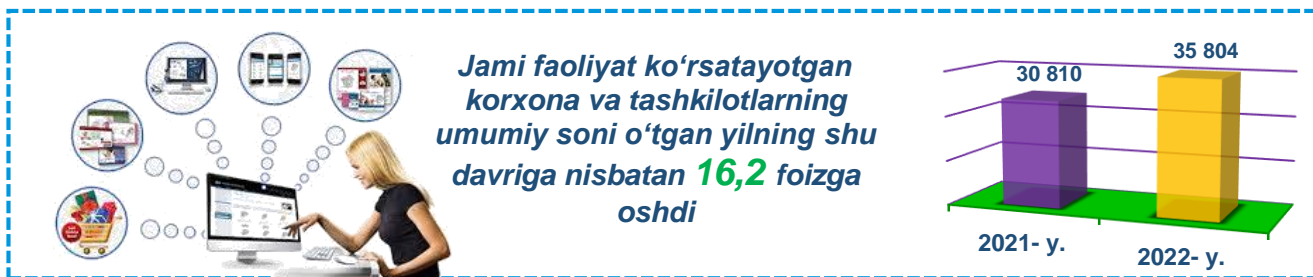 Jami faoliyat ko‘rsatayotgan
korxona va tashkilotlarning
umumiy soni o‘tgan yilning shu
davriga nisbatan 16,2 foizga
oshdi
35 804
30 810
2021- y.
2022- y.